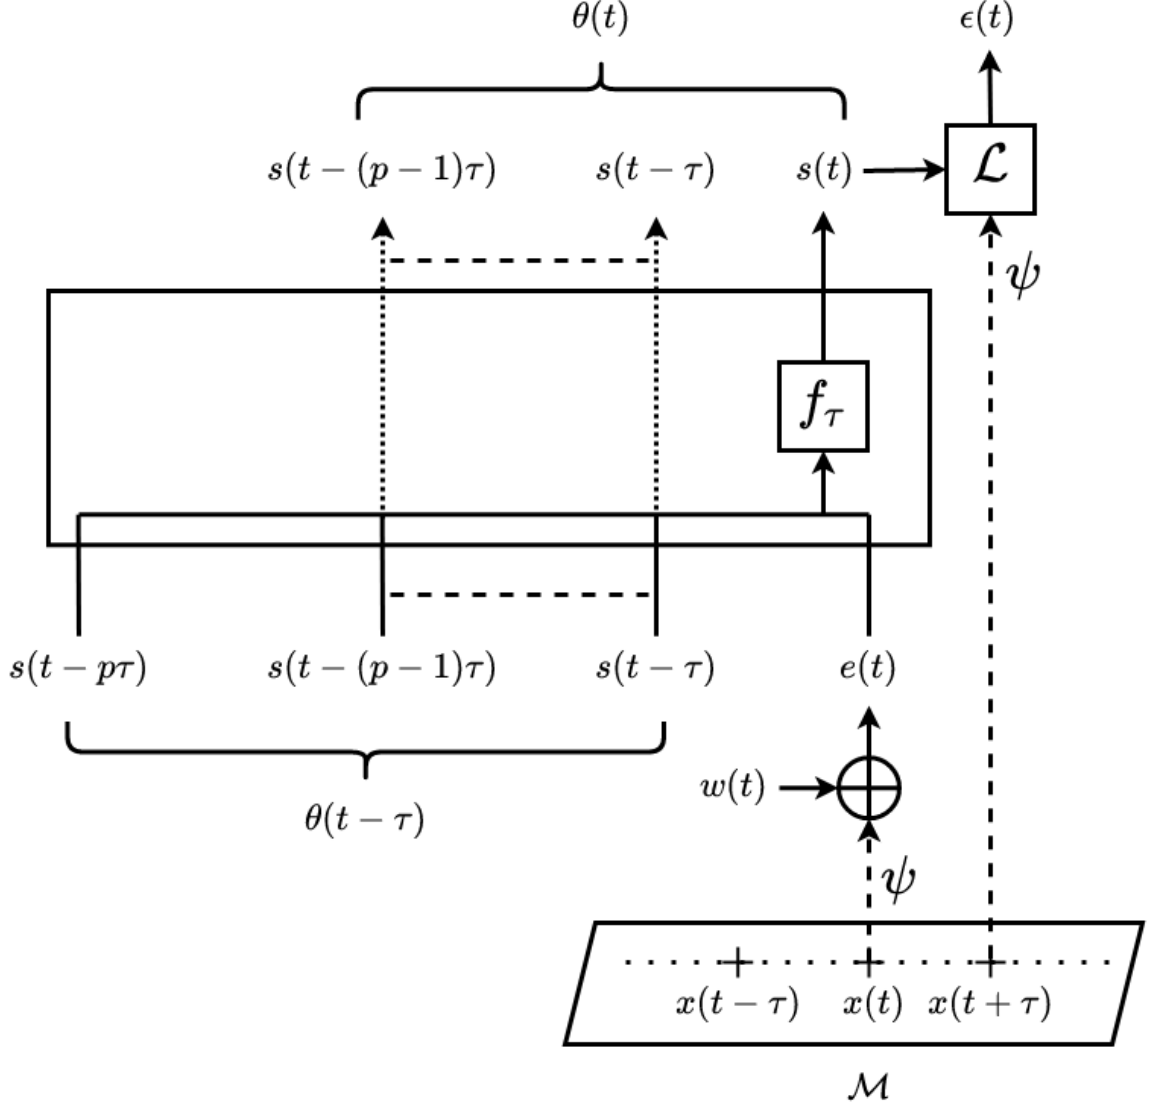 θ(t) ϵ(t)
s(t − (p − 1)τ) s(t − τ) s(t) ℒ
ψ
f_τ
s(t − pτ) s(t − (p − 1)τ) s(t − τ) e(t)
w(t)
θ(t − τ)
ψ
x(t − τ) x(t) x(t + τ)
ℳ